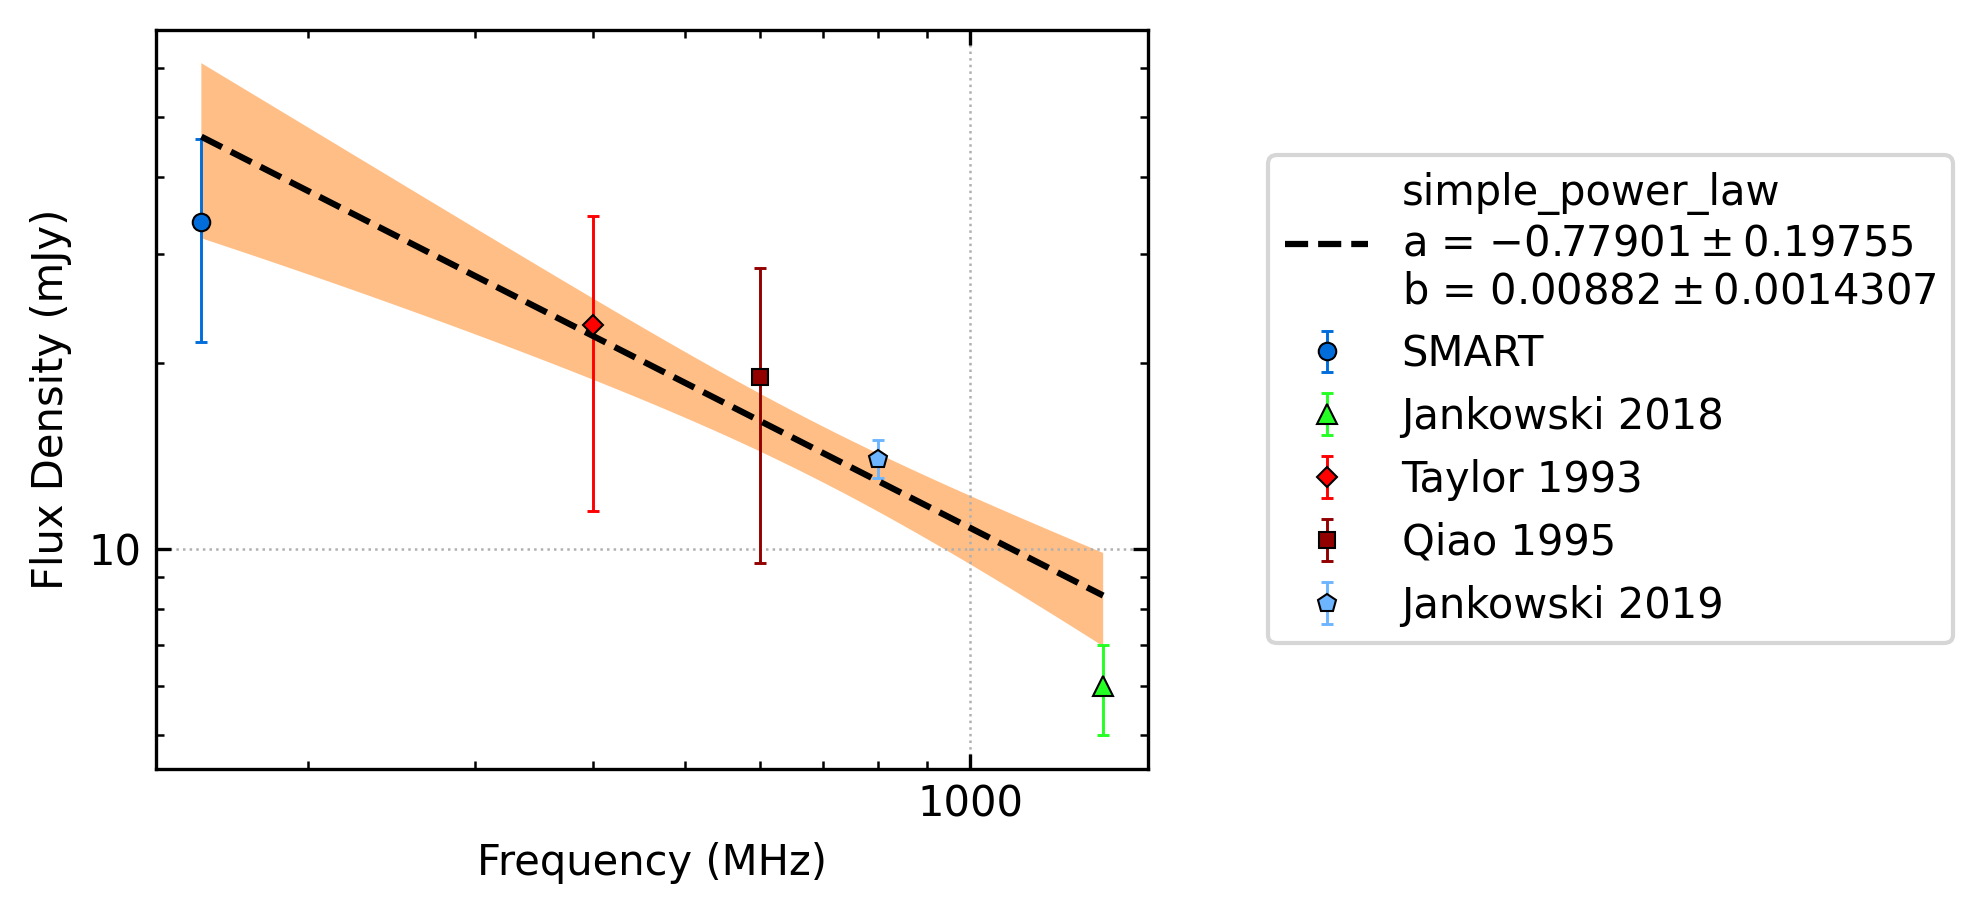 Flux Density (mJy)
10
1000
Frequency (MHz)
simple_power_law
a = −0.77901 ± 0.19755
b = 0.00882 ± 0.0014307
SMART
Jankowski 2018
Taylor 1993
Qiao 1995
Jankowski 2019